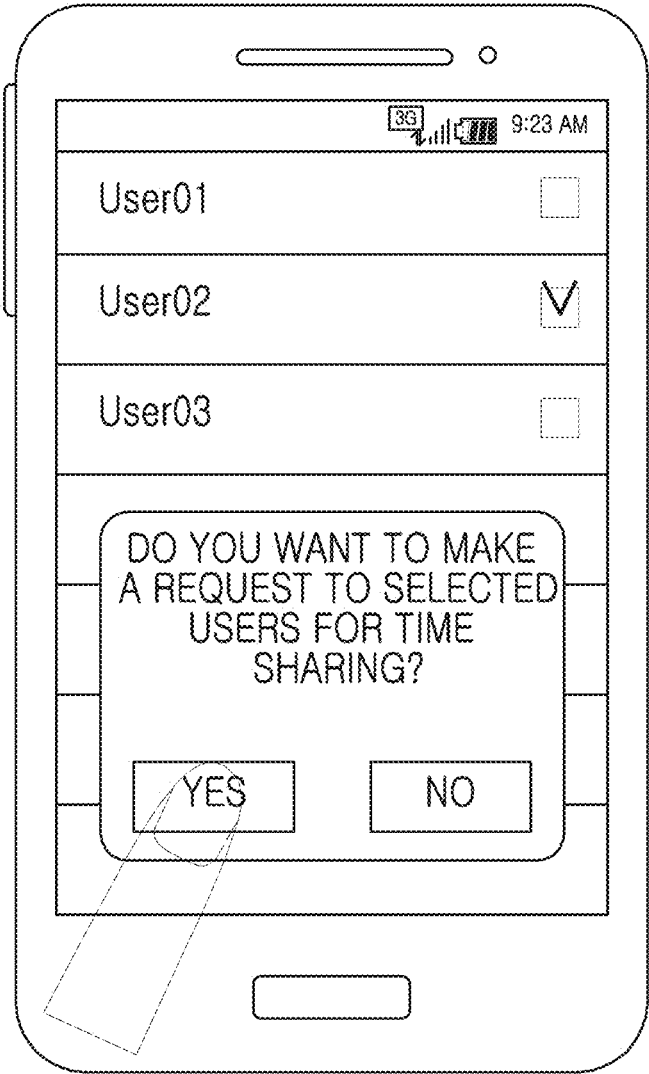 3G 9:23 AM
User01
User02
User03
DO YOU WANT TO MAKE
A REQUEST TO SELECTED
USERS FOR TIME
SHARING?
YES NO